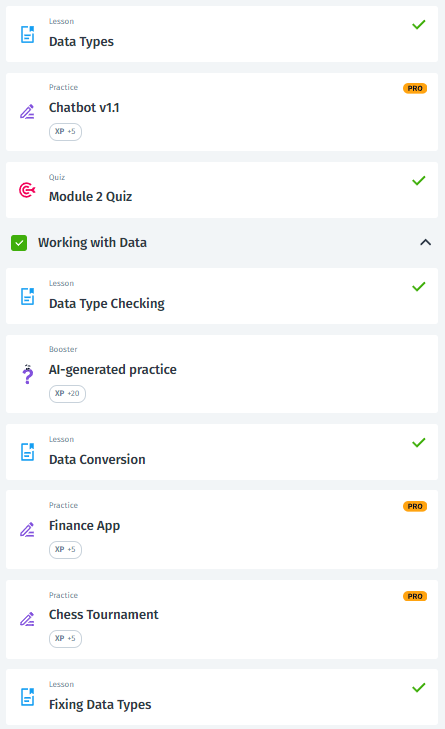 Lesson
Data Types
Practice
PRO
Chatbot v1.1
XP +5
Quiz
Module 2 Quiz
Working with Data
Lesson
Data Type Checking
Booster
AI-generated practice
XP +20
Lesson
Data Conversion
Practice
PRO
Finance App
XP +5
Practice
PRO
Chess Tournament
XP +5
Lesson
Fixing Data Types